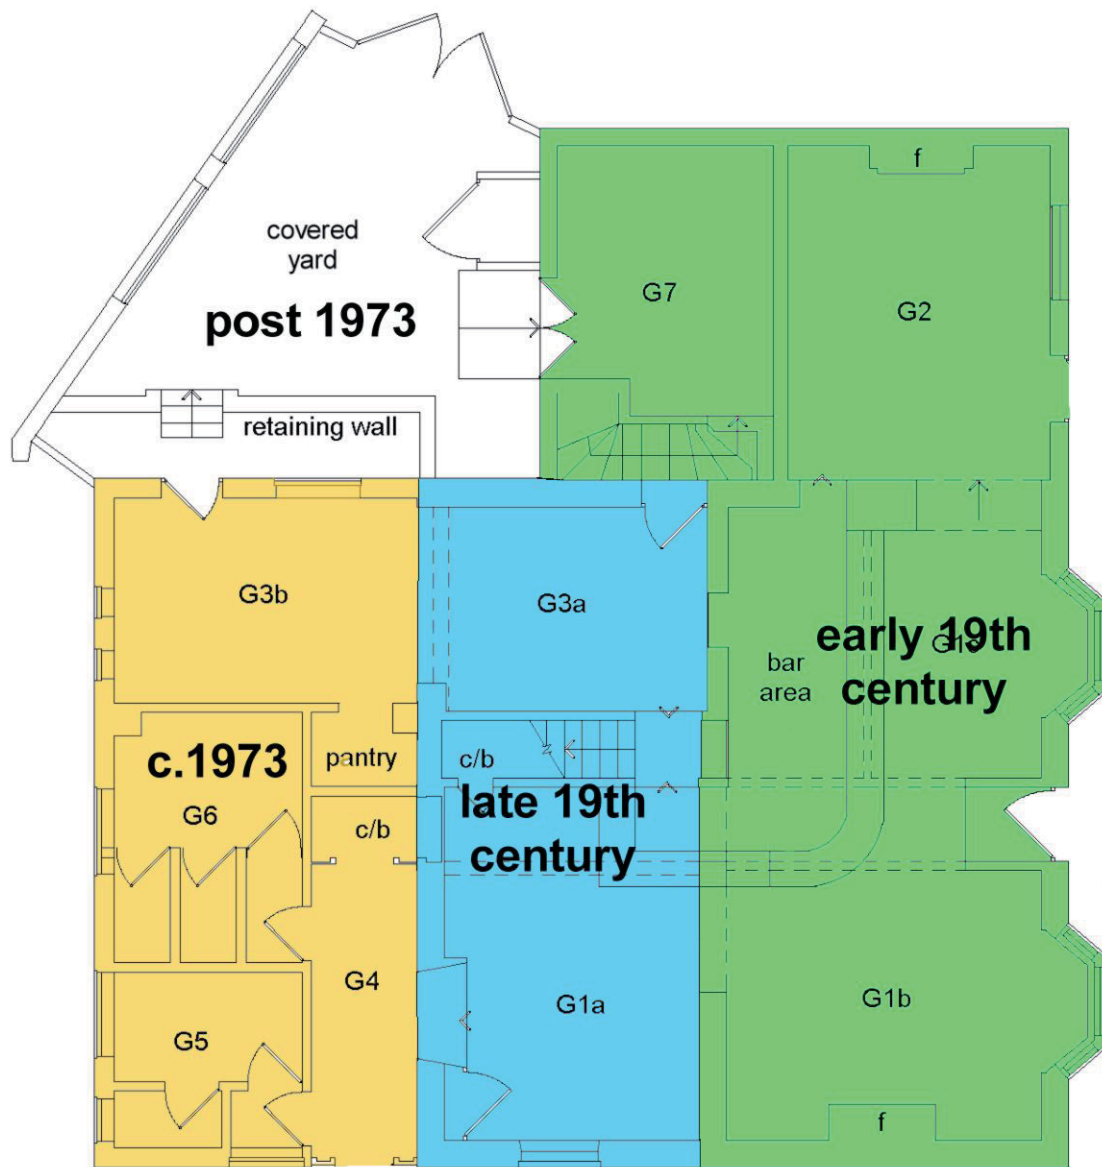 f
covered
yard
G7
G2
post 1973
retaining wall
G3b
G3a
early 19th
century
bar
area
c.1973
pantry
c/b
late 19th
century
G6
c/b
G4
G1a
G1b
G5
f